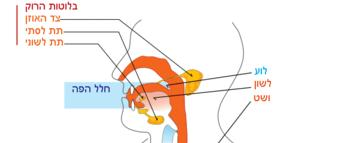 בלוטות הרוק
צד האוזן
תת לסתי
תת לשוני
חלל הפה
לוע
לשון
ושט